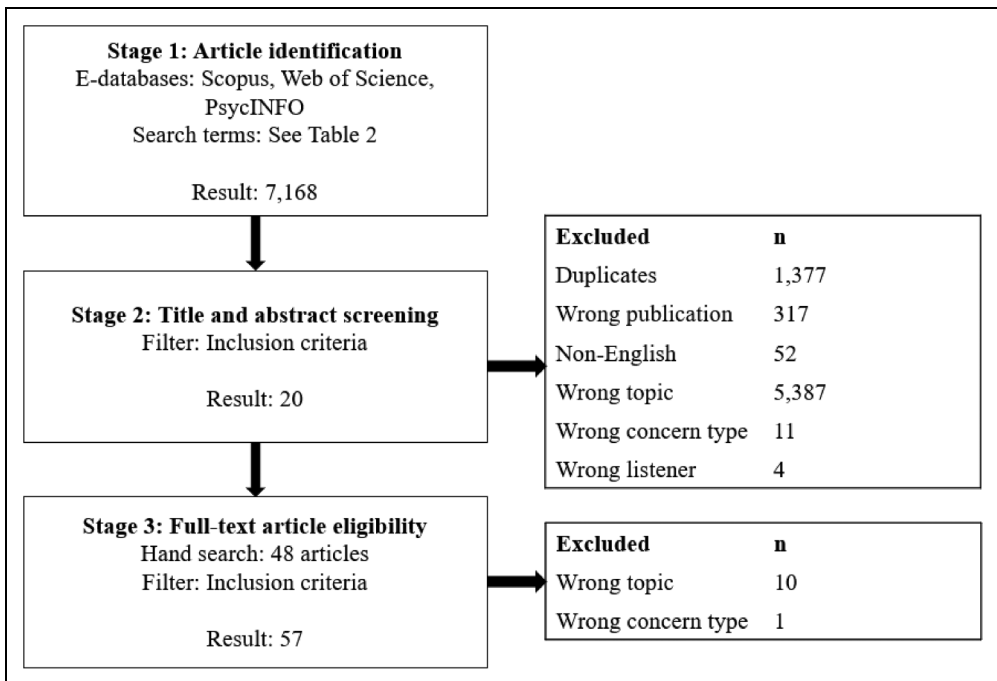 Stage 1: Article identification
E-databases: Scopus, Web of Science,
PsycINFO
Search terms: See Table 2
Result: 7,168
Stage 2: Title and abstract screening
Filter: Inclusion criteria
Result: 20
Excluded n
Duplicates 1,377
Wrong publication 317
Non-English 52
Wrong topic 5,387
Wrong concern type 11
Wrong listener 4
Stage 3: Full-text article eligibility
Hand search: 48 articles
Filter: Inclusion criteria
Result: 57
Excluded n
Wrong topic 10
Wrong concern type 1